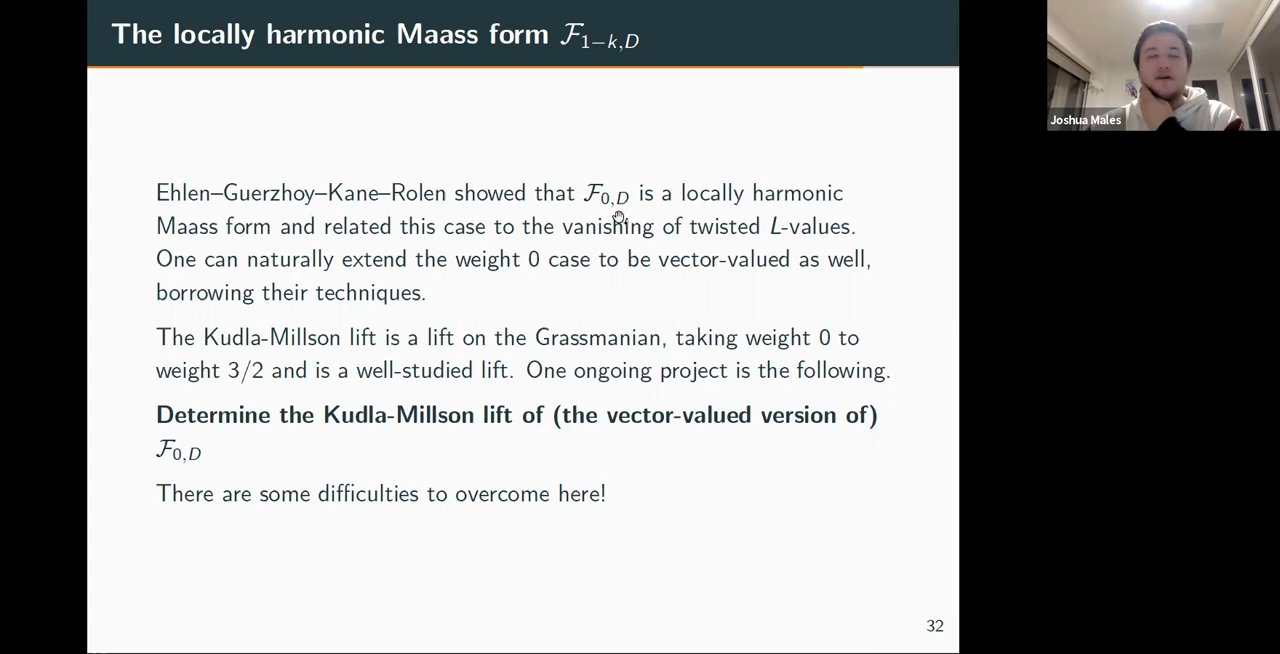 The locally harmonic Maass form ℱ₁₋ₖ,D
Joshua Males
Ehlen–Guerzhoy–Kane–Rolen showed that ℱ₀,D is a locally harmonic
Maass form and related this case to the vanishing of twisted L-values.
One can naturally extend the weight 0 case to be vector-valued as well,
borrowing their techniques.
The Kudla-Millson lift is a lift on the Grassmanian, taking weight 0 to
weight 3/2 and is a well-studied lift. One ongoing project is the following.
Determine the Kudla-Millson lift of (the vector-valued version of)
ℱ₀,D
There are some difficulties to overcome here!
32